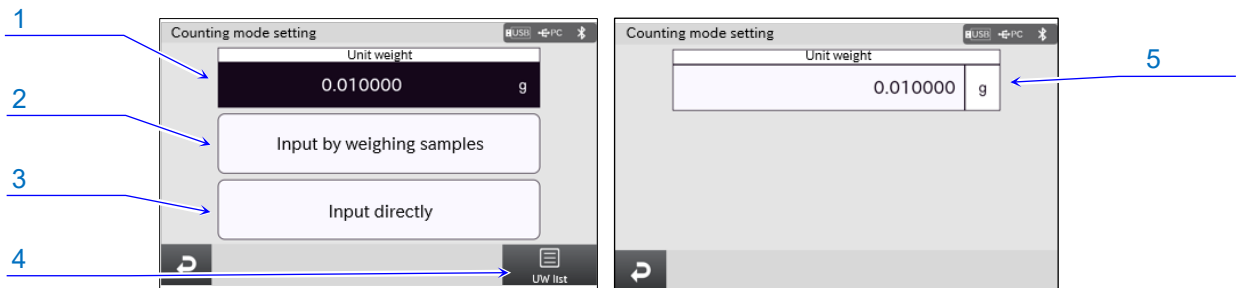 1
2
3
4
Counting mode setting
USB PC
Unit weight
0.010000 g
Input by weighing samples
Input directly
UW list
Counting mode setting
USB PC
Unit weight
0.010000 g
5